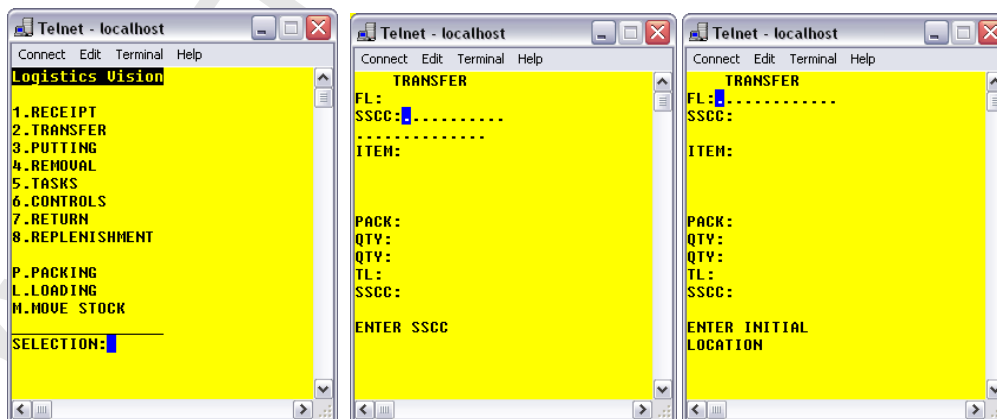 Telnet - localhost
Connect Edit Terminal Help
Logistics Vision
1.RECEIPT
2.TRANSFER
3.PUTTING
4.REMOVAL
5.TASKS
6.CONTROLS
7.RETURN
8.REPLENISHMENT
P.PACKING
L.LOADING
M.MOVE STOCK
SELECTION:
Telnet - localhost
Connect Edit Terminal Help
TRANSFER
FL:
SSCC:...........
..............
ITEM:
PACK:
QTY:
QTY:
TL:
SSCC:
ENTER SSCC
Telnet - localhost
Connect Edit Terminal Help
TRANSFER
FL:.............
SSCC:
ITEM:
PACK:
QTY:
QTY:
TL:
SSCC:
ENTER INITIAL
LOCATION